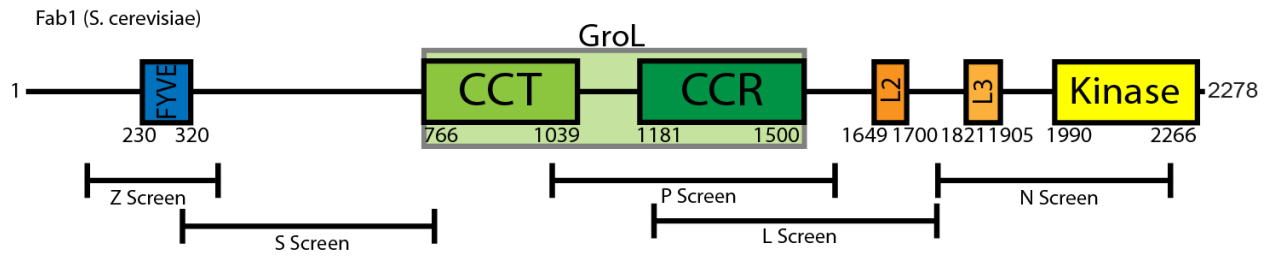 Fab1 (S. cerevisiae)
GroL
1 FYVE CCT CCR L2 L3 Kinase 2278
230 320 766 1039 1181 1500 1649 1700 1821 1905 1990 2266
Z Screen P Screen N Screen
S Screen L Screen